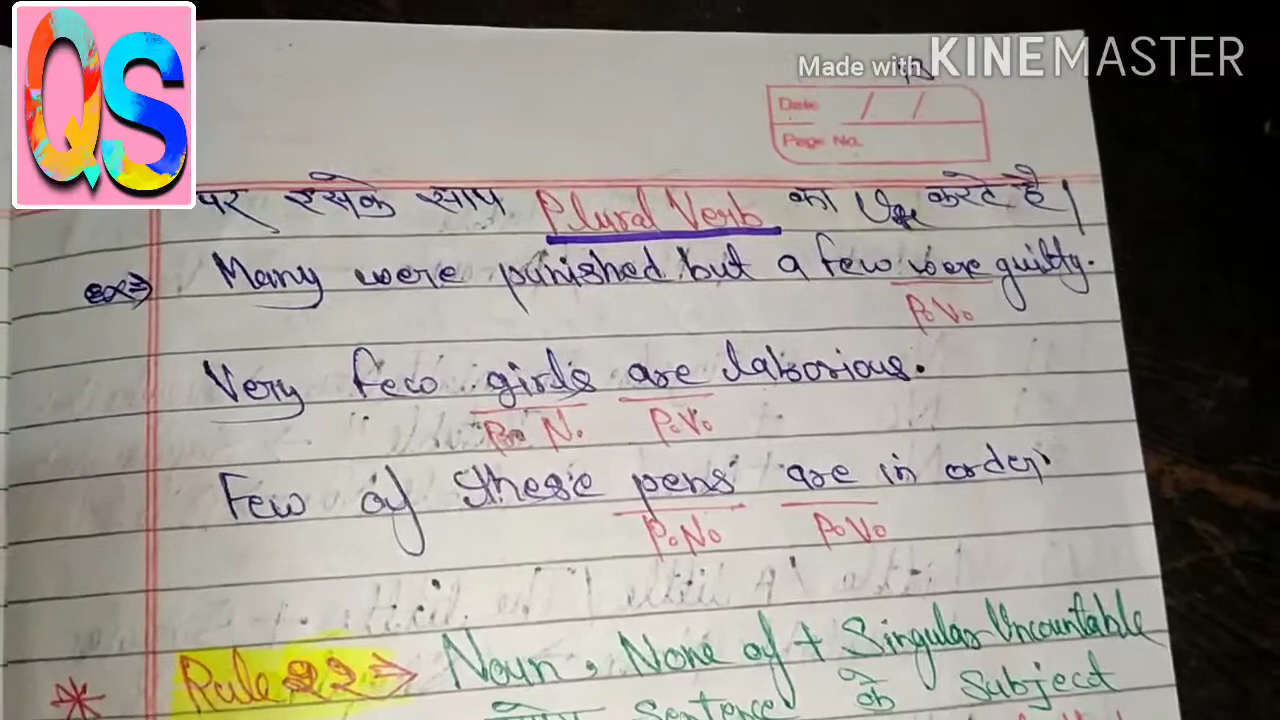 QS
Made with KINEMASTER
Date / /
Page No.
पर इसके साथ Plural Verb का Use करते है।
ex⇒ Many were punished but a few were guilty.
P.V.
Very few girls are laborious.
P. N. P.V.
Few of these pens are in order.
P.N. P.V.
* Rule 22⇒ Noun, None of + Singular Uncountable
Sentence के Subject